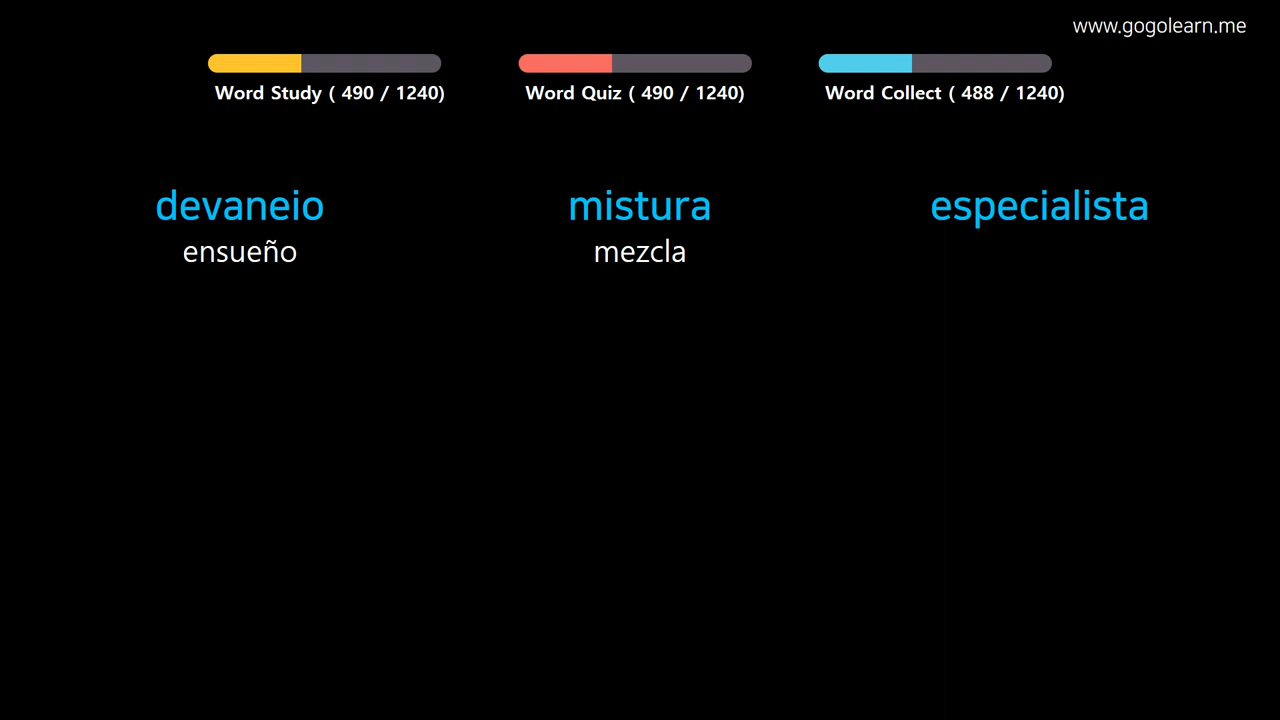 www.gogolearn.me
Word Study ( 490 / 1240)
Word Quiz ( 490 / 1240)
Word Collect ( 488 / 1240)
devaneio
ensueño
mistura
mezcla
especialista